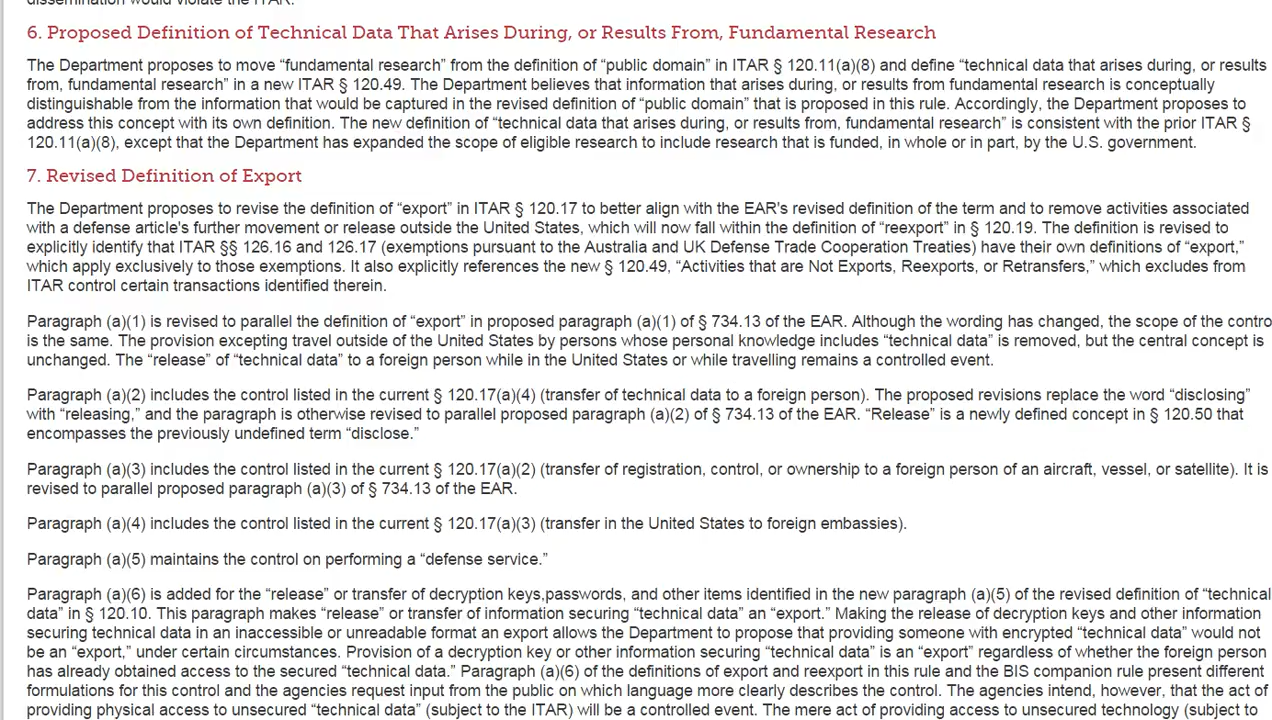 dissemination would violate the ITAR.
6. Proposed Definition of Technical Data That Arises During, or Results From, Fundamental Research
The Department proposes to move “fundamental research” from the definition of “public domain” in ITAR § 120.11(a)(8) and define “technical data that arises during, or results
from, fundamental research” in a new ITAR § 120.49. The Department believes that information that arises during, or results from fundamental research is conceptually
distinguishable from the information that would be captured in the revised definition of “public domain” that is proposed in this rule. Accordingly, the Department proposes to
address this concept with its own definition. The new definition of “technical data that arises during, or results from, fundamental research” is consistent with the prior ITAR §
120.11(a)(8), except that the Department has expanded the scope of eligible research to include research that is funded, in whole or in part, by the U.S. government.
7. Revised Definition of Export
The Department proposes to revise the definition of “export” in ITAR § 120.17 to better align with the EAR's revised definition of the term and to remove activities associated
with a defense article's further movement or release outside the United States, which will now fall within the definition of “reexport” in § 120.19. The definition is revised to
explicitly identify that ITAR §§ 126.16 and 126.17 (exemptions pursuant to the Australia and UK Defense Trade Cooperation Treaties) have their own definitions of “export,”
which apply exclusively to those exemptions. It also explicitly references the new § 120.49, “Activities that are Not Exports, Reexports, or Retransfers,” which excludes from
ITAR control certain transactions identified therein.
Paragraph (a)(1) is revised to parallel the definition of “export” in proposed paragraph (a)(1) of § 734.13 of the EAR. Although the wording has changed, the scope of the contro
is the same. The provision excepting travel outside of the United States by persons whose personal knowledge includes “technical data” is removed, but the central concept is
unchanged. The “release” of “technical data” to a foreign person while in the United States or while travelling remains a controlled event.
Paragraph (a)(2) includes the control listed in the current § 120.17(a)(4) (transfer of technical data to a foreign person). The proposed revisions replace the word “disclosing”
with “releasing,” and the paragraph is otherwise revised to parallel proposed paragraph (a)(2) of § 734.13 of the EAR. “Release” is a newly defined concept in § 120.50 that
encompasses the previously undefined term “disclose.”
Paragraph (a)(3) includes the control listed in the current § 120.17(a)(2) (transfer of registration, control, or ownership to a foreign person of an aircraft, vessel, or satellite). It is
revised to parallel proposed paragraph (a)(3) of § 734.13 of the EAR.
Paragraph (a)(4) includes the control listed in the current § 120.17(a)(3) (transfer in the United States to foreign embassies).
Paragraph (a)(5) maintains the control on performing a “defense service.”
Paragraph (a)(6) is added for the “release” or transfer of decryption keys,passwords, and other items identified in the new paragraph (a)(5) of the revised definition of “technical
data” in § 120.10. This paragraph makes “release” or transfer of information securing “technical data” an “export.” Making the release of decryption keys and other information
securing technical data in an inaccessible or unreadable format an export allows the Department to propose that providing someone with encrypted “technical data” would not
be an “export,” under certain circumstances. Provision of a decryption key or other information securing “technical data” is an “export” regardless of whether the foreign person
has already obtained access to the secured “technical data.” Paragraph (a)(6) of the definitions of export and reexport in this rule and the BIS companion rule present different
formulations for this control and the agencies request input from the public on which language more clearly describes the control. The agencies intend, however, that the act of
providing physical access to unsecured “technical data” (subject to the ITAR) will be a controlled event. The mere act of providing access to unsecured technology (subject to